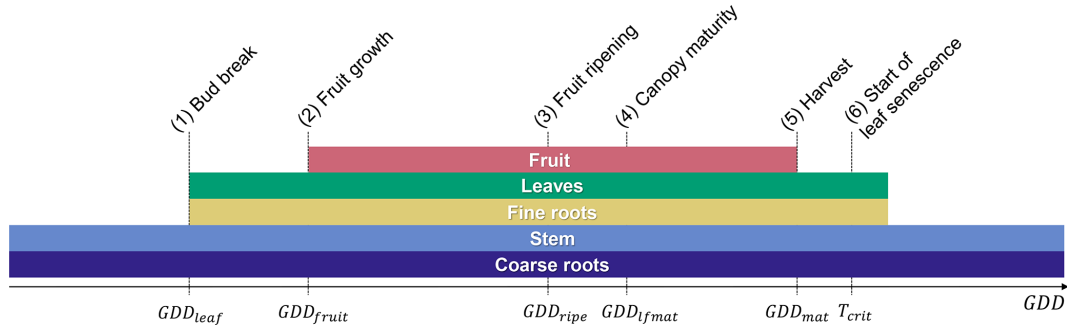 (1) Bud break
(2) Fruit growth
(3) Fruit ripening
(4) Canopy maturity
(5) Harvest
(6) Start of
leaf senescence
Fruit
Leaves
Fine roots
Stem
Coarse roots
GDD_leaf
GDD_fruit
GDD_ripe
GDD_lfmat
GDD_mat
T_crit
GDD